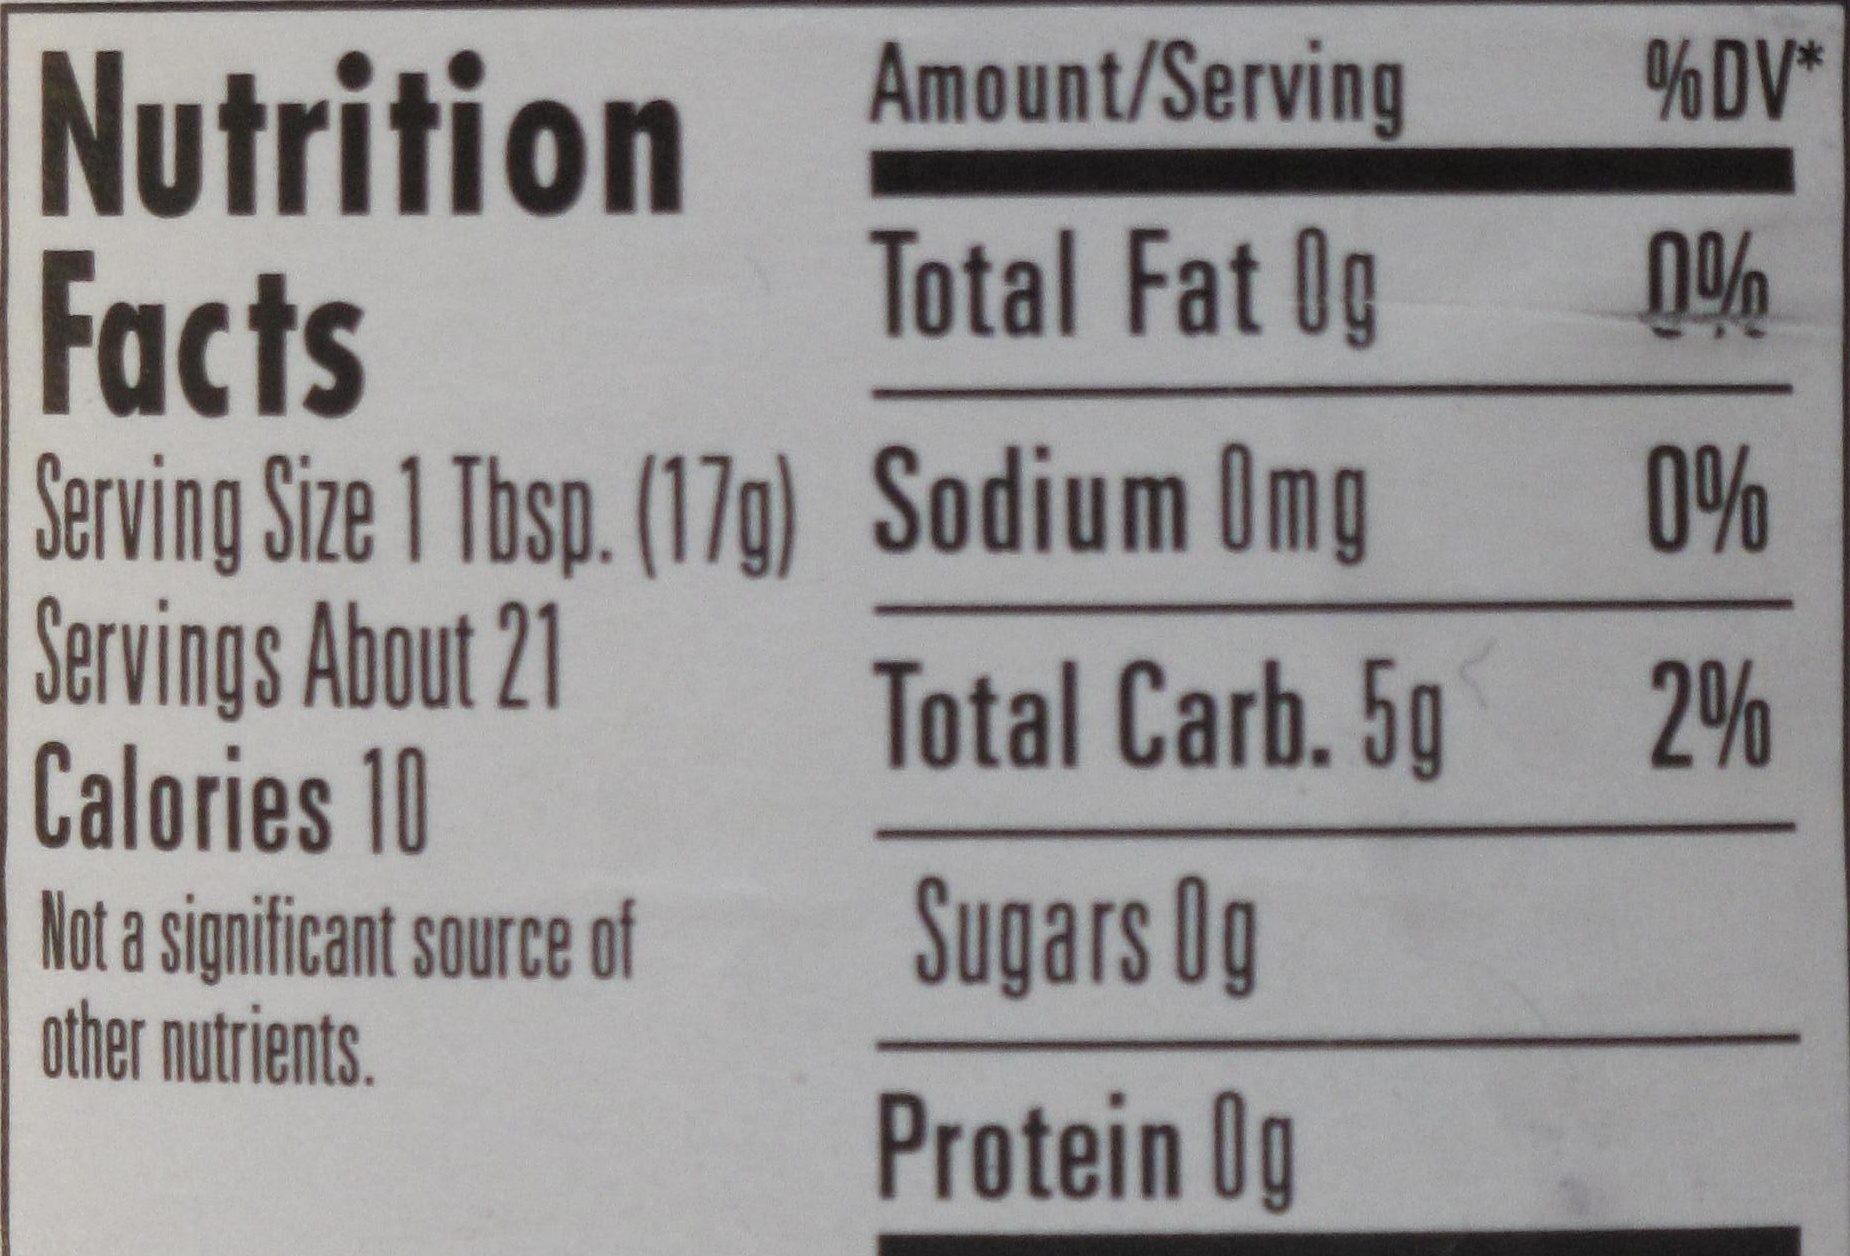 Nutrition
Facts
Serving Size 1 Tbsp. (17g)
Servings About 21
Calories 10
Not a significant source of
other nutrients.
Amount/Serving %DV*
Total Fat 0g 0%
Sodium 0mg 0%
Total Carb. 5g 2%
Sugars 0g
Protein 0g